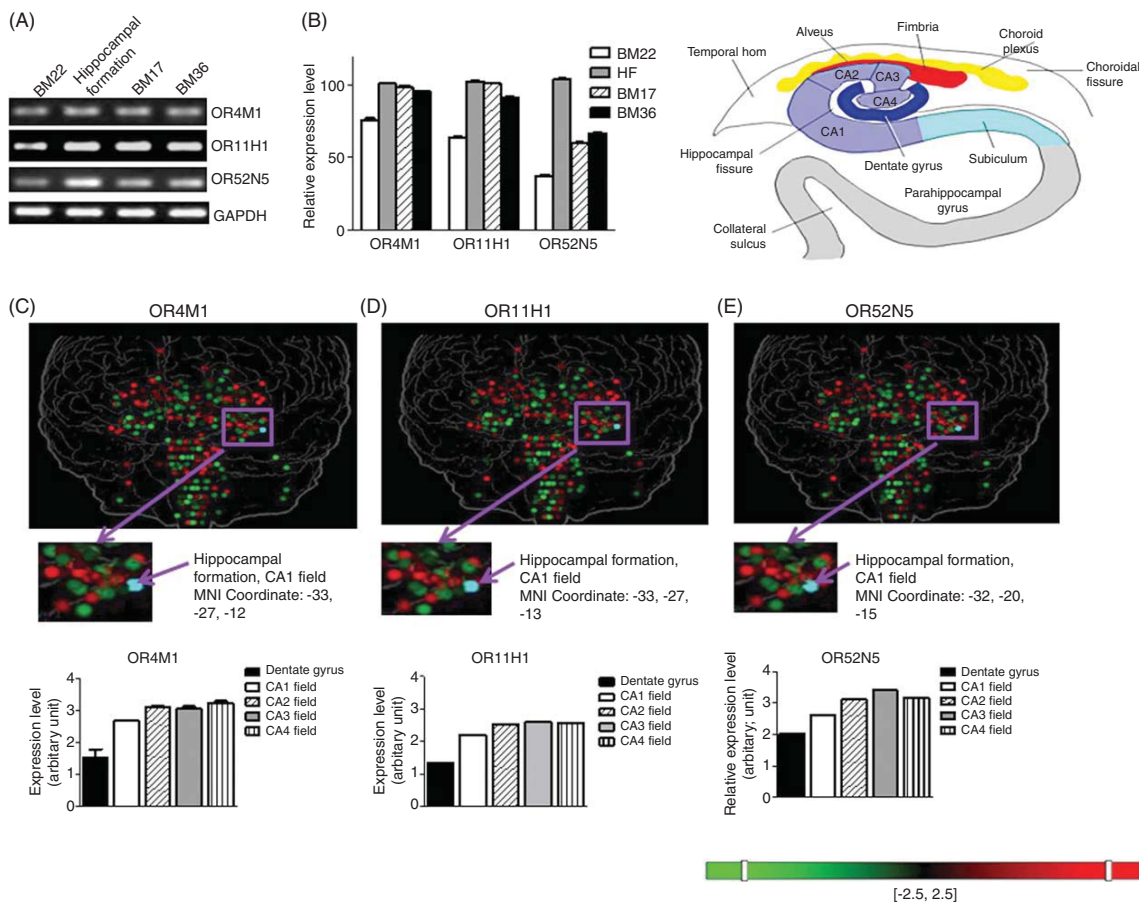 (A)
BM22
Hippocampal
formation
BM17
BM36
OR4M1
OR11H1
OR52N5
GAPDH
(B)
Relative expression level
100
50
0
OR4M1
OR11H1
OR52N5
BM22
HF
BM17
BM36
Temporal horn
Alveus
Fimbria
Choroid
plexus
Choroidal
fissure
CA2
CA3
CA4
CA1
Hippocampal
fissure
Dentate gyrus
Subiculum
Parahippocampal
gyrus
Collateral
sulcus
(C)
OR4M1
Hippocampal
formation, CA1 field
MNI Coordinate: -33,
-27, -12
OR4M1
Expression level
(arbitary unit)
4
3
2
1
0
Dentate gyrus
CA1 field
CA2 field
CA3 field
CA4 field
(D)
OR11H1
Hippocampal formation,
CA1 field
MNI Coordinate: -33, -27,
-13
OR11H1
Expression level
(arbitary unit)
4
3
2
1
0
Dentate gyrus
CA1 field
CA2 field
CA3 field
CA4 field
(E)
OR52N5
Hippocampal formation,
CA1 field
MNI Coordinate: -32, -20,
-15
OR52N5
Relative expression level
(arbitary; unit)
4
3
2
1
0
Dentate gyrus
CA1 field
CA2 field
CA3 field
CA4 field
[-2.5, 2.5]